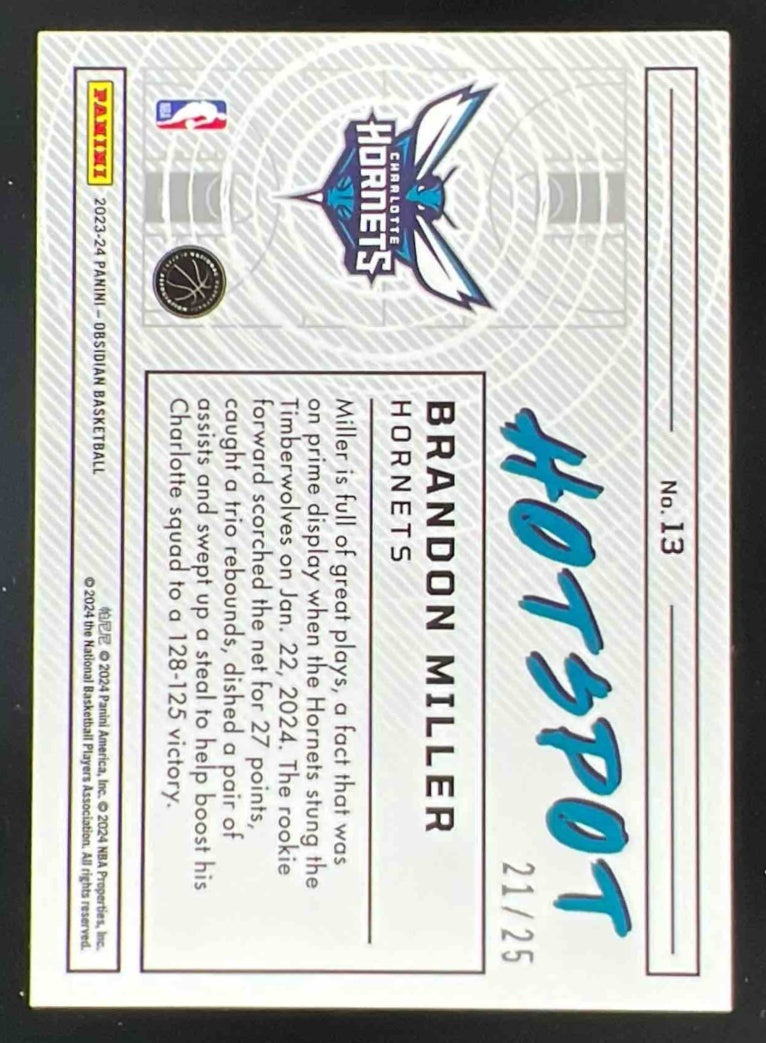 No. 13
HOTSPOT
21/25
CHARLOTTE
HORNETS
NBA
BRANDON MILLER
HORNETS
Miller is full of great plays, a fact that was
on prime display when the Hornets stung the
Timberwolves on Jan. 22, 2024. The rookie
forward scorched the net for 27 points,
caught a trio rebounds, dished a pair of
assists and swept up a steal to help boost his
Charlotte squad to a 128-125 victory.
PANINI
2023-24 PANINI – OBSIDIAN BASKETBALL
帕尼尼 © 2024 Panini America, Inc. © 2024 NBA Properties, Inc.
© 2024 the National Basketball Players Association. All rights reserved.